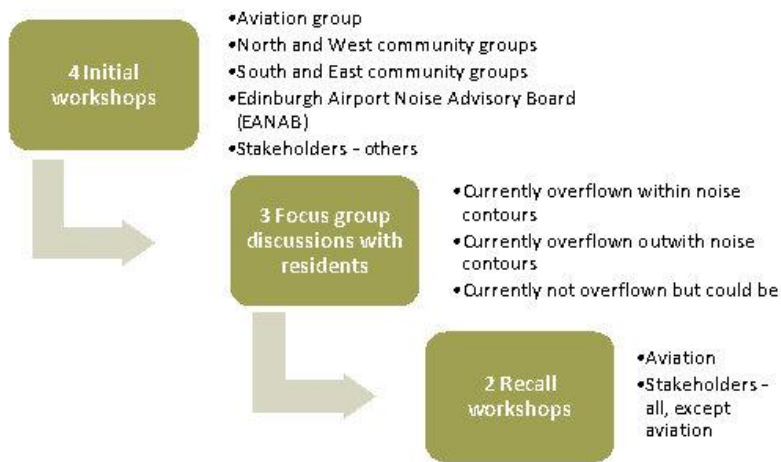 4 Initial
workshops
•Aviation group
•North and West community groups
•South and East community groups
•Edinburgh Airport Noise Advisory Board
(EANAB)
•Stakeholders - others
3 Focus group
discussions with
residents
•Currently overflown within noise
contours
•Currently overflown outwith noise
contours
•Currently not overflown but could be
2 Recall
workshops
•Aviation
•Stakeholders -
all, except
aviation